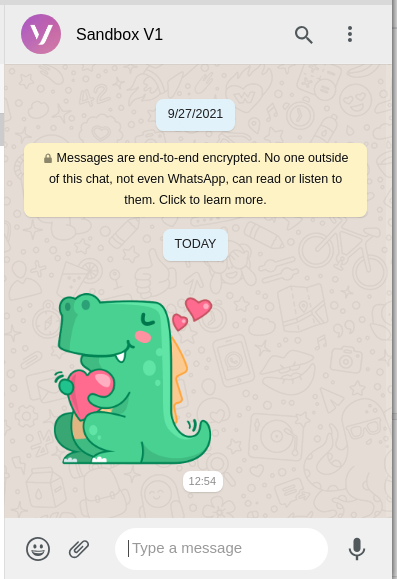 Sandbox V1
9/27/2021
Messages are end-to-end encrypted. No one outside
of this chat, not even WhatsApp, can read or listen to
them. Click to learn more.
TODAY
12:54
Type a message